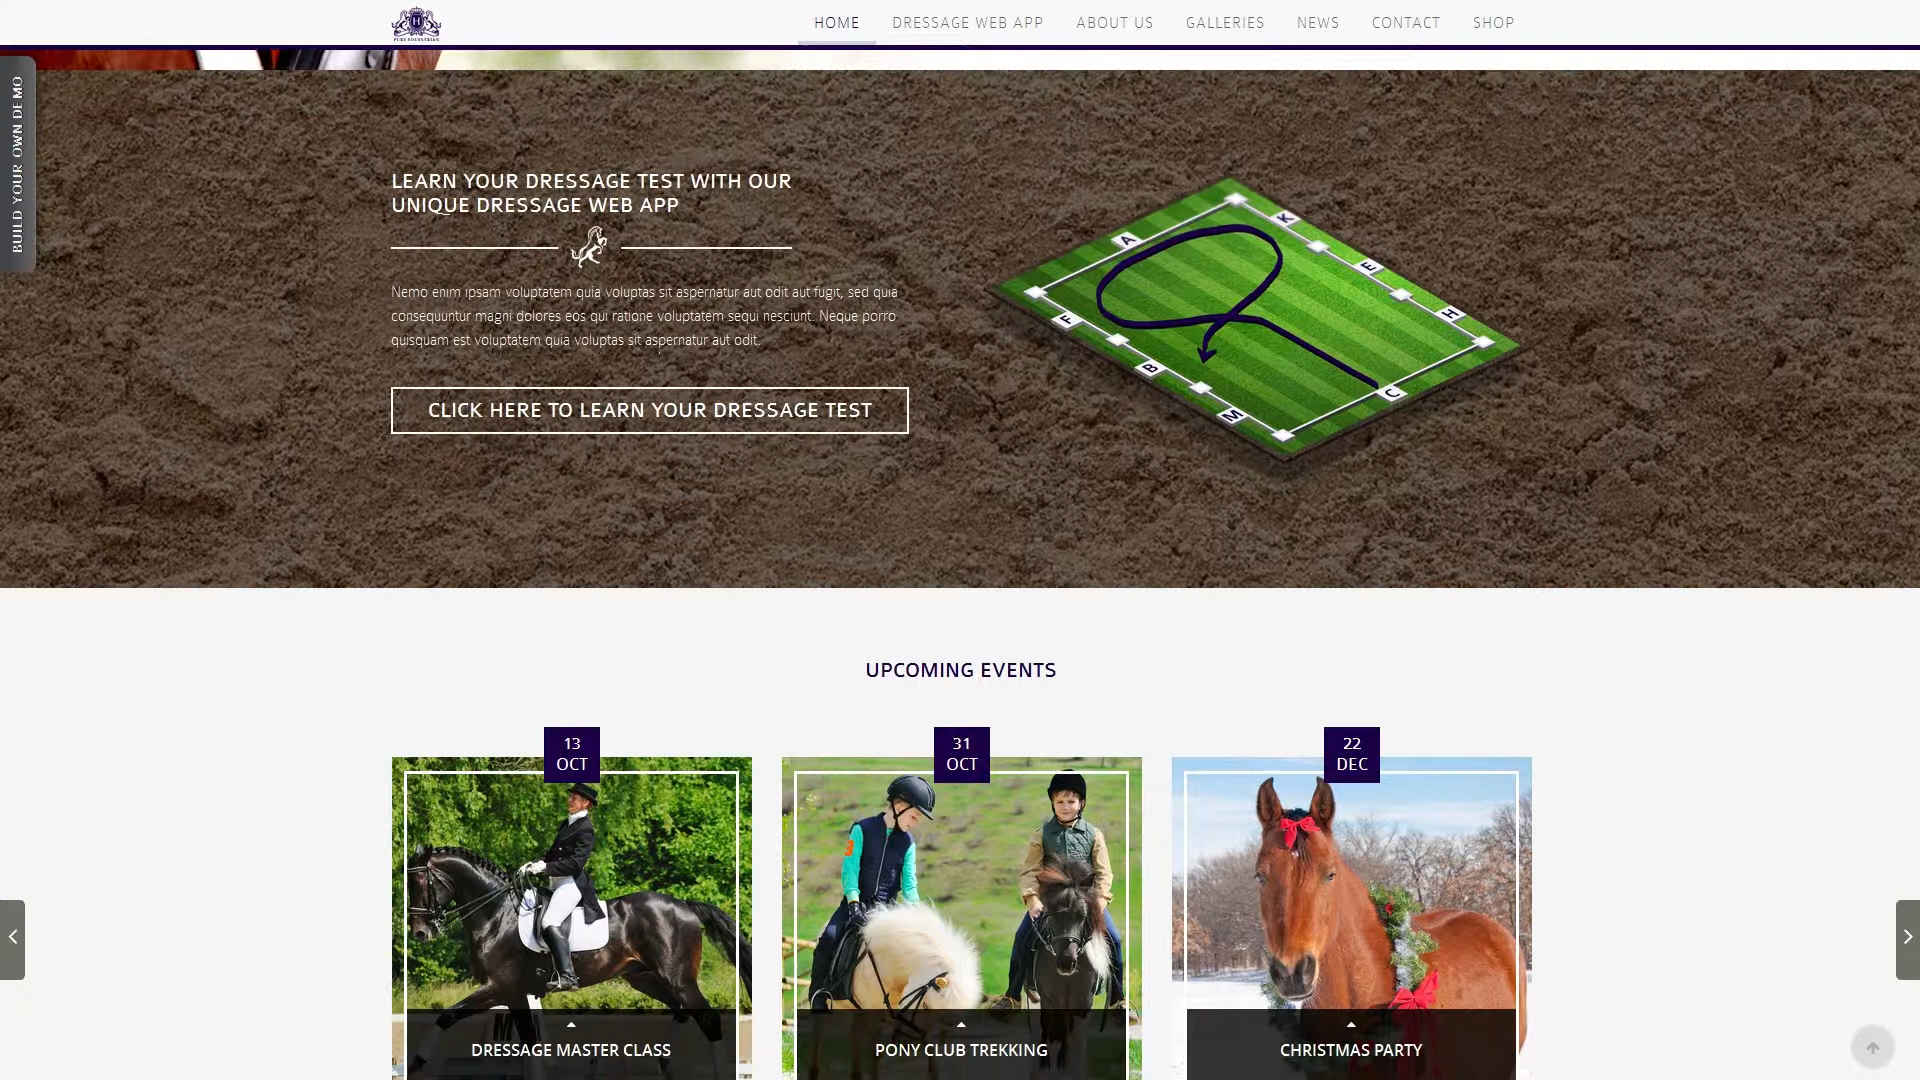 PURE EQUESTRIAN
HOME
DRESSAGE WEB APP
ABOUT US
GALLERIES
NEWS
CONTACT
SHOP
BUILD YOUR OWN DEMO
LEARN YOUR DRESSAGE TEST WITH OUR
UNIQUE DRESSAGE WEB APP
Nemo enim ipsam voluptatem quia voluptas sit aspernatur aut odit aut fugit, sed quia
consequuntur magni dolores eos qui ratione voluptatem sequi nesciunt. Neque porro
quisquam est voluptatem quia voluptas sit aspernatur aut odit.
CLICK HERE TO LEARN YOUR DRESSAGE TEST
A
K
E
H
F
B
M
C
UPCOMING EVENTS
13
OCT
31
OCT
22
DEC
DRESSAGE MASTER CLASS
PONY CLUB TREKKING
CHRISTMAS PARTY